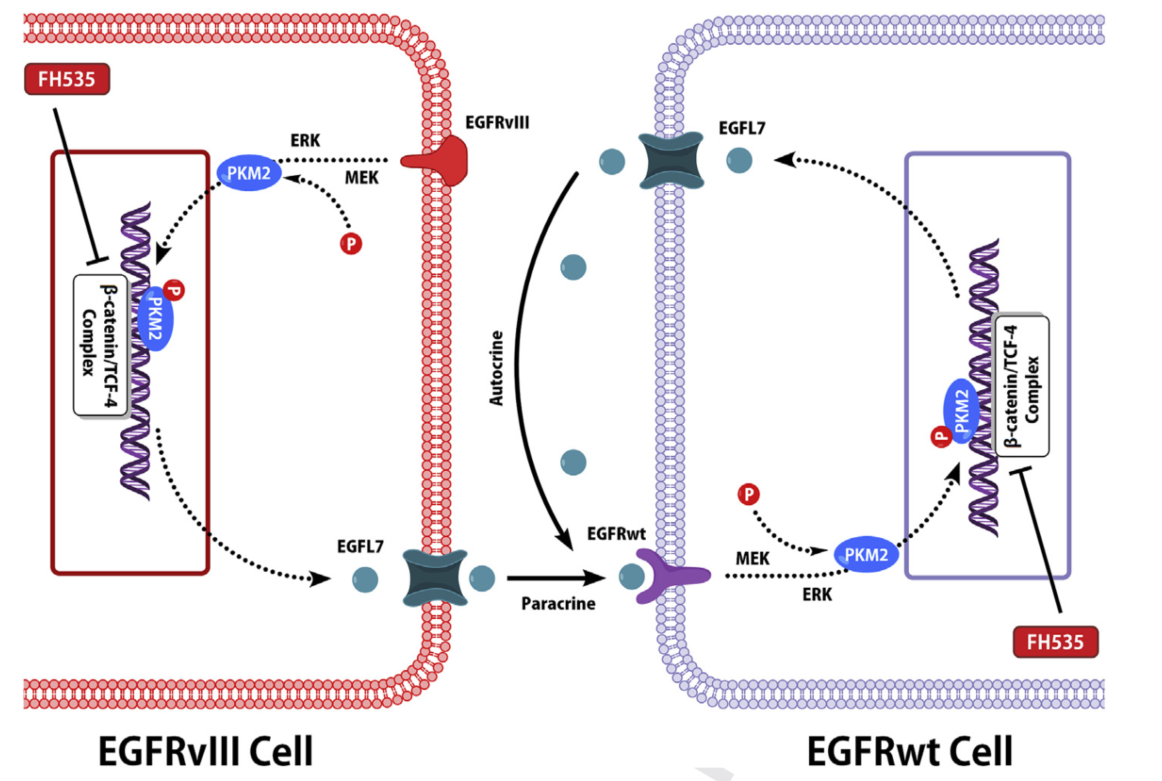 FH535
EGFRvIII
ERK
PKM2
MEK
P
P
PKM2
β-catenin/TCF-4
Complex
EGFL7
EGFRvIII Cell
Autocrine
Paracrine
EGFL7
EGFRwt
P
MEK
PKM2
ERK
PKM2
P
β-catenin/TCF-4
Complex
FH535
EGFRwt Cell